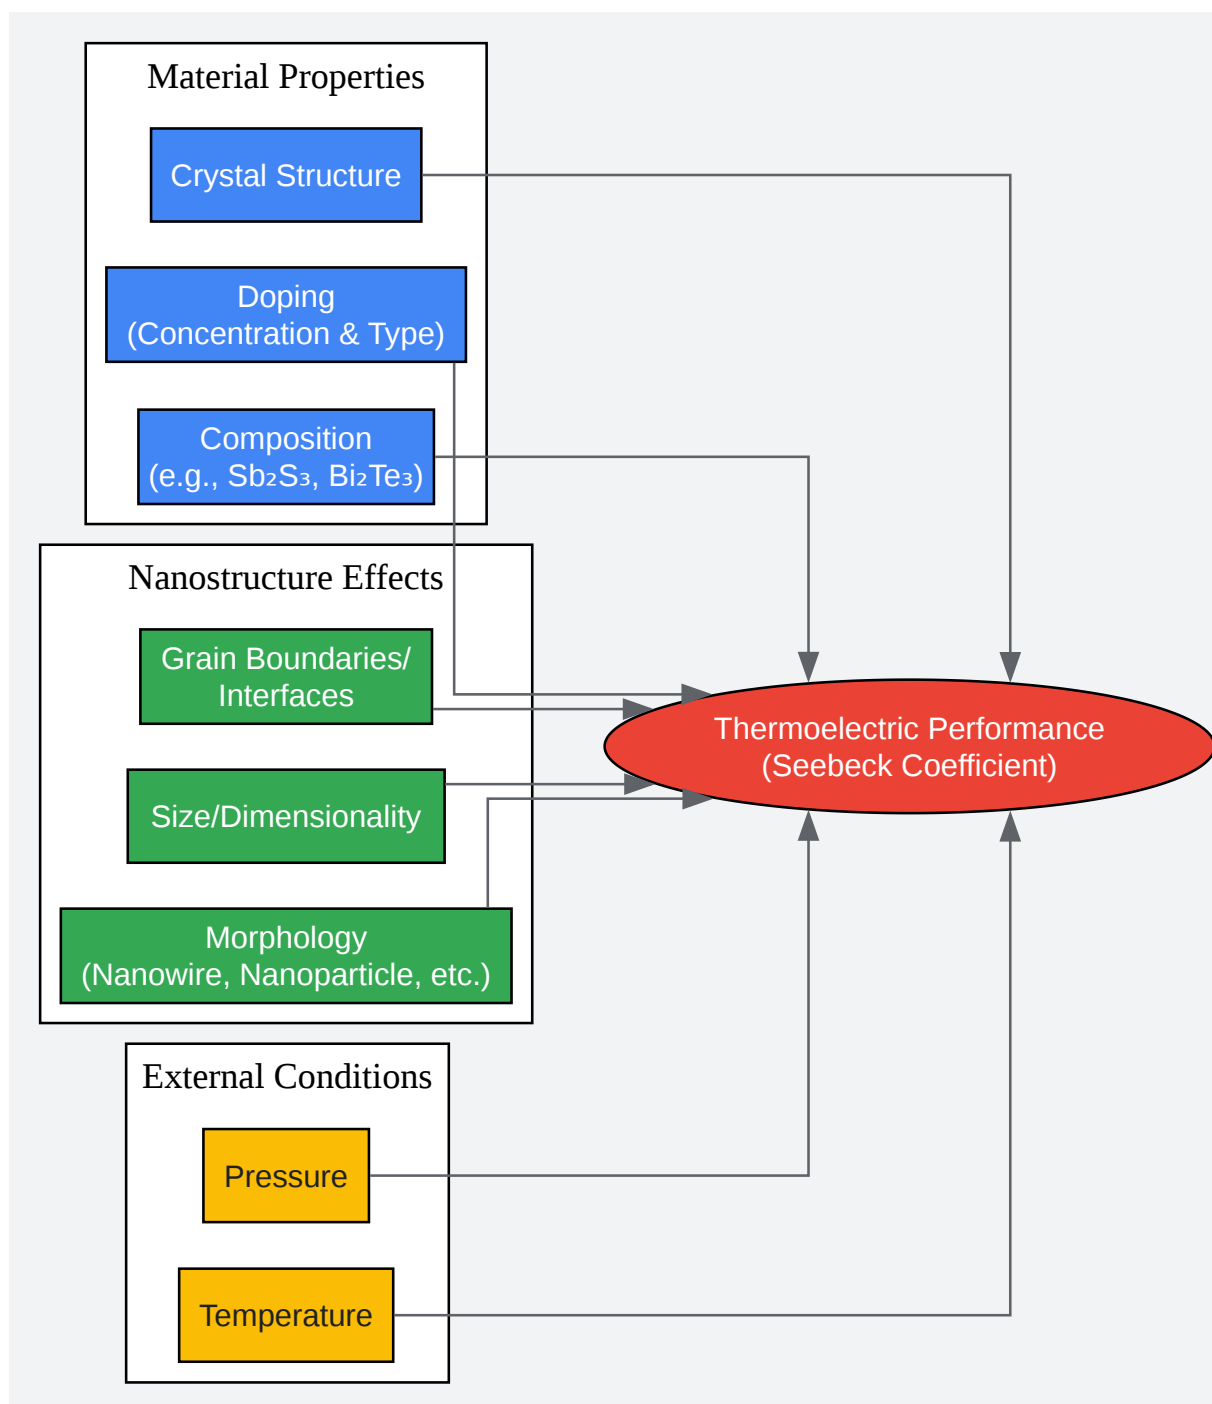 Material Properties
Crystal Structure
Doping
(Concentration & Type)
Composition
(e.g., Sb₂S₃, Bi₂Te₃)
Nanostructure Effects
Grain Boundaries/
Interfaces
Size/Dimensionality
Morphology
(Nanowire, Nanoparticle, etc.)
External Conditions
Pressure
Temperature
Thermoelectric Performance
(Seebeck Coefficient)